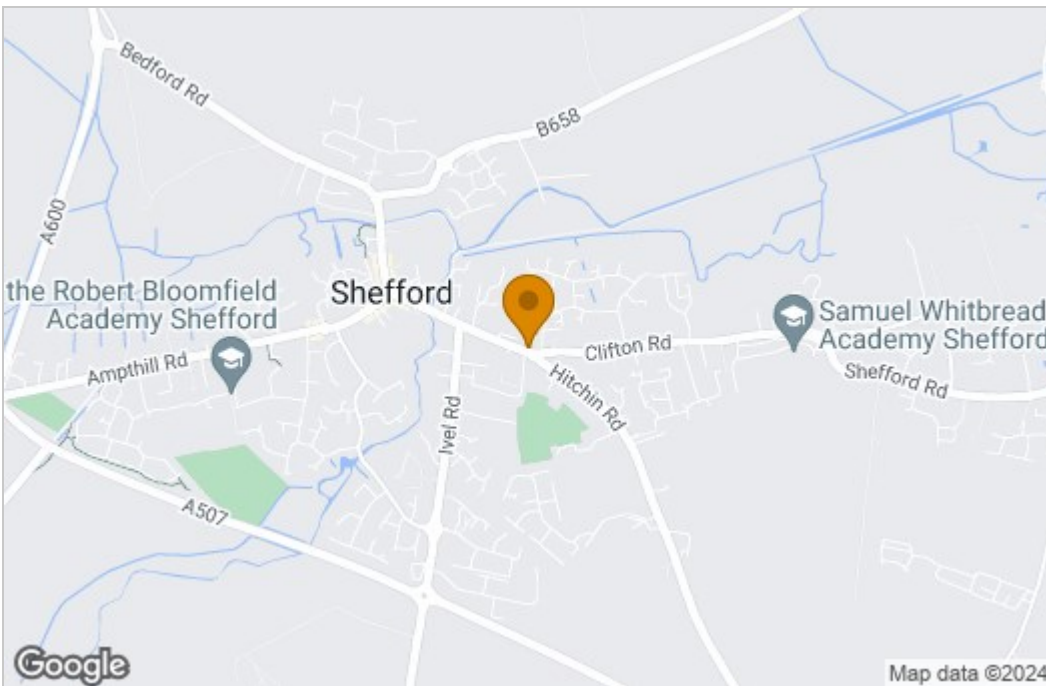 Bedford Rd
B658
A600
the Robert Bloomfield
Academy Shefford
Shefford
Samuel Whitbread
Academy Shefford
Clifton Rd
Ampthill Rd
Hitchin Rd
Shefford Rd
Ivel Rd
A507
Google
Map data ©2024